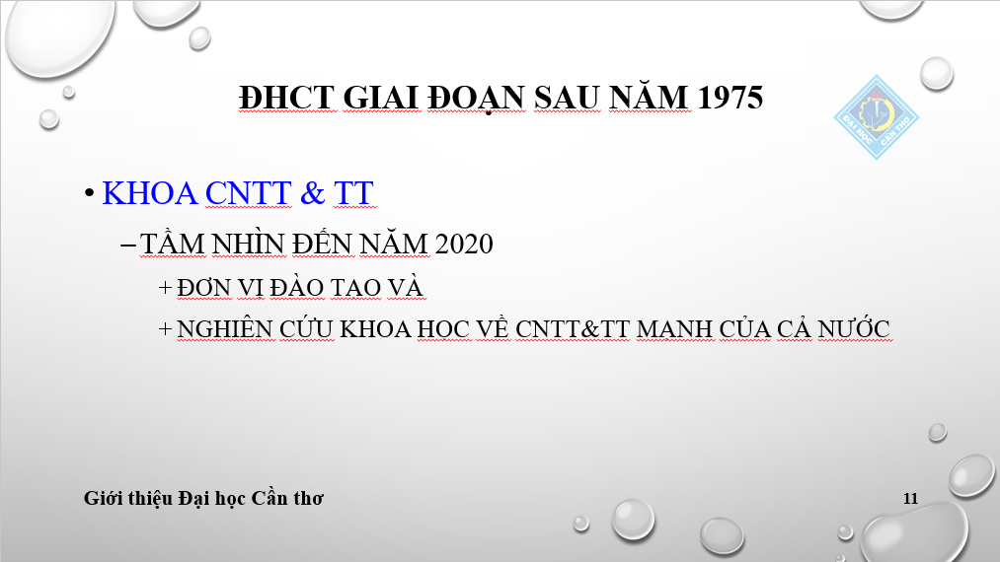 ĐHCT GIAI ĐOẠN SAU NĂM 1975
ĐẠI HỌC CẦN THƠ
• KHOA CNTT & TT
– TẦM NHÌN ĐẾN NĂM 2020
+ ĐƠN VỊ ĐÀO TẠO VÀ
+ NGHIÊN CỨU KHOA HỌC VỀ CNTT&TT MẠNH CỦA CẢ NƯỚC
Giới thiệu Đại học Cần thơ
11